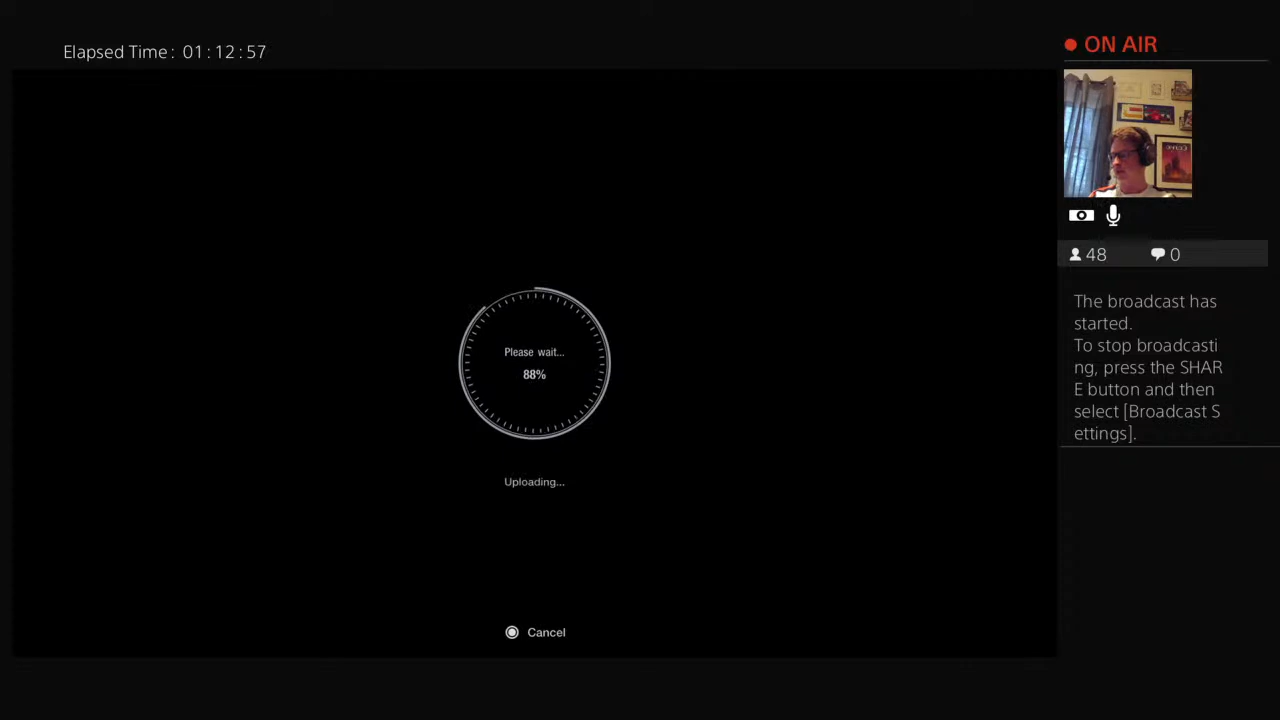 Elapsed Time: 01:12:57
ON AIR
48
0
The broadcast has
started.
To stop broadcasti
ng, press the SHAR
E button and then
select [Broadcast S
ettings].
Please wait...
88%
Uploading...
Cancel